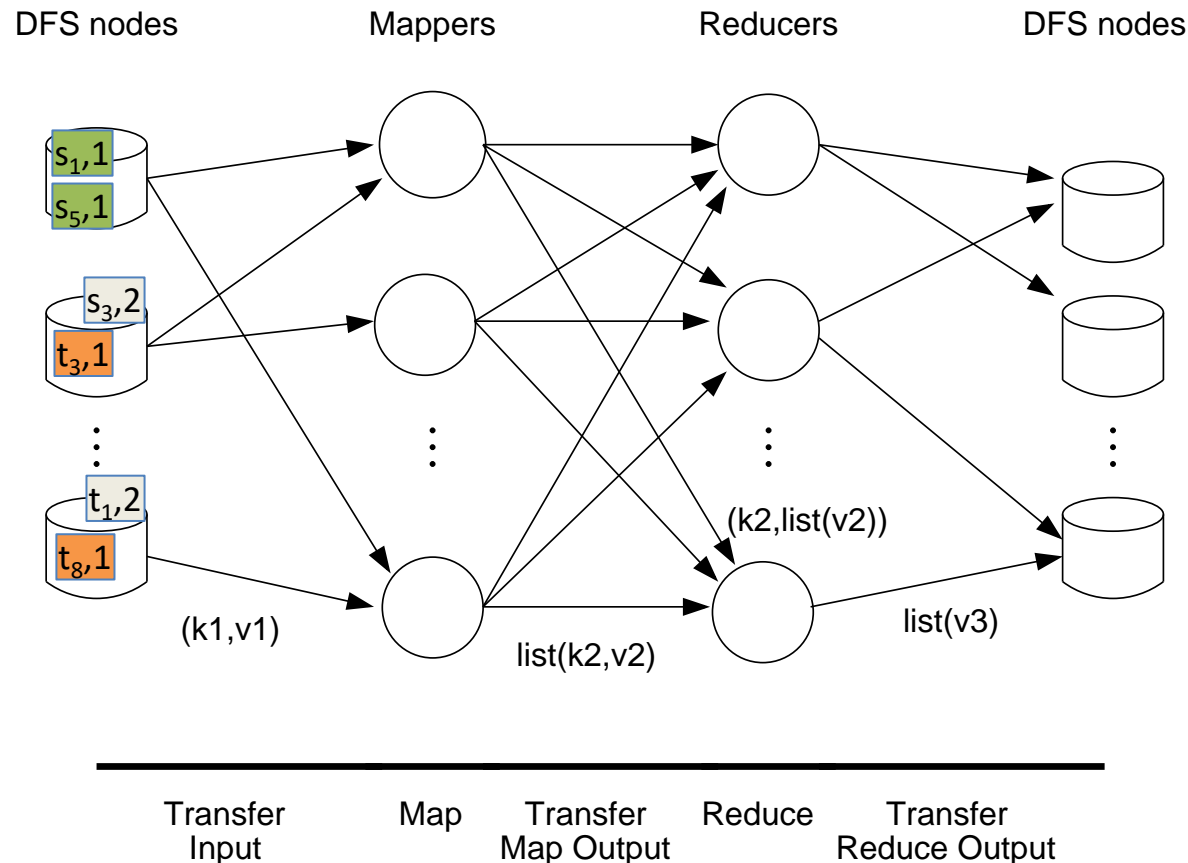 DFS nodes
Mappers
Reducers
DFS nodes
s₁,1
s₅,1
s₃,2
t₃,1
t₁,2
t₈,1
(k2,list(v2))
(k1,v1)
list(k2,v2)
list(v3)
Transfer
Input
Map
Transfer
Map Output
Reduce
Transfer
Reduce Output